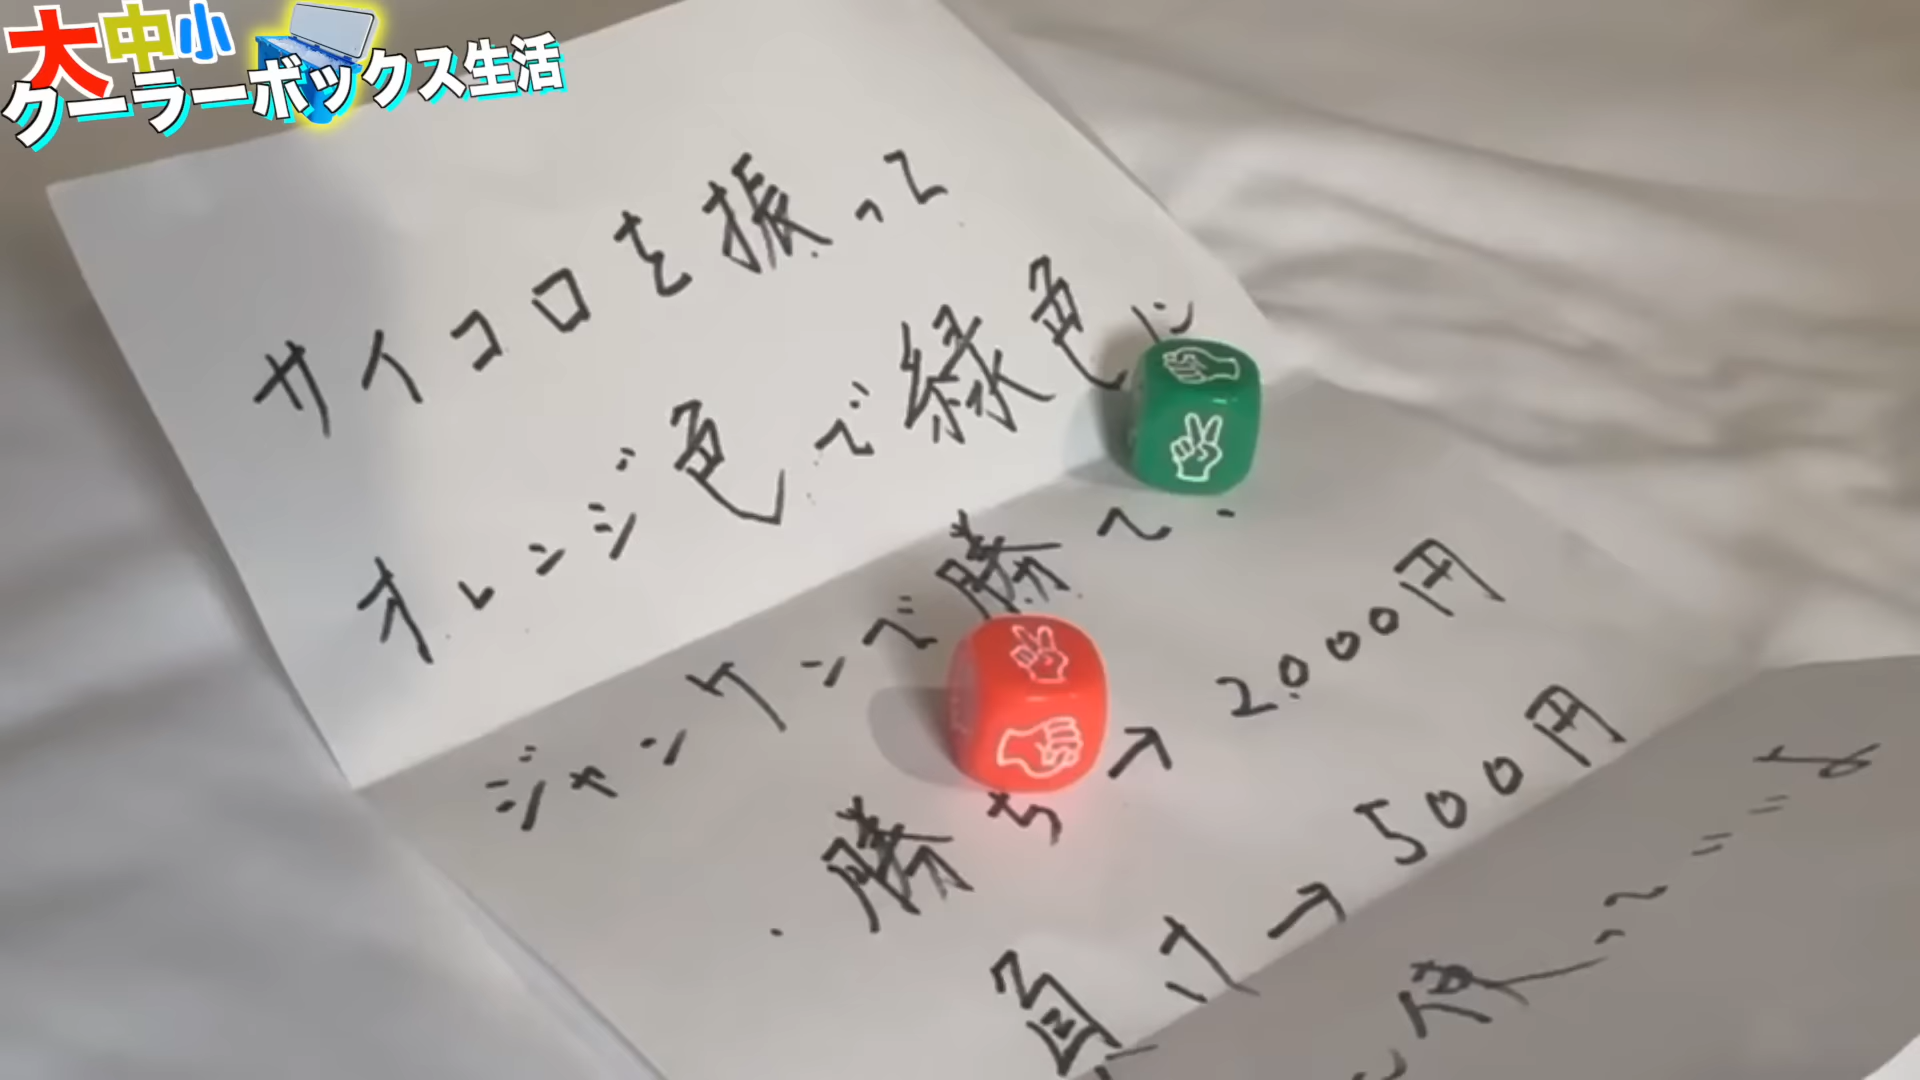 大中小
クーラーボックス生活
サイコロを振って
オレンジ色で緑色に
ジャンケンで勝て!
勝ち→2000円
負け→500円